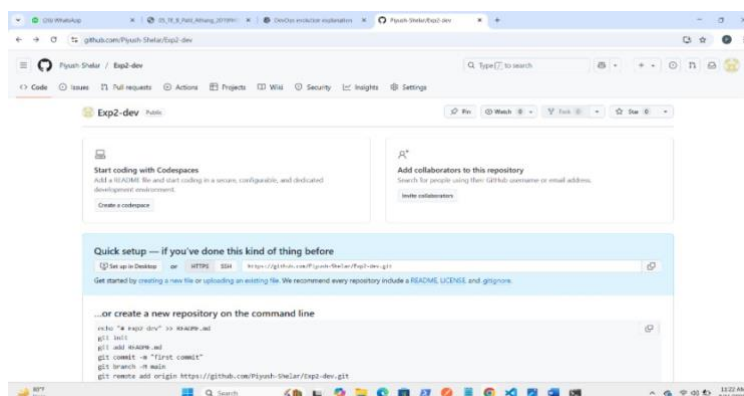 (26) WhatsApp
DevOps evolution explanation
Piyush-Shelar/Exp2-dev
github.com/Piyush-Shelar/Exp2-dev
Piyush-Shelar / Exp2-dev
Type / to search
Code Issues Pull requests Actions Projects Wiki Security Insights Settings
Exp2-dev Public
Pin Watch 0 Fork 0 Star 0
Start coding with Codespaces
Add a README file and start coding in a secure, configurable, and dedicated
development environment.
Create a codespace
Add collaborators to this repository
Search for people using their GitHub username or email address.
Invite collaborators
Quick setup — if you've done this kind of thing before
Set up in Desktop or HTTPS SSH https://github.com/Piyush-Shelar/Exp2-dev.git
Get started by creating a new file or uploading an existing file. We recommend every repository include a README, LICENSE, and .gitignore.
...or create a new repository on the command line
echo "# Exp2-dev" >> README.md
git init
git add README.md
git commit -m "first commit"
git branch -M main
git remote add origin https://github.com/Piyush-Shelar/Exp2-dev.git
80°F
Search
11:22 AM